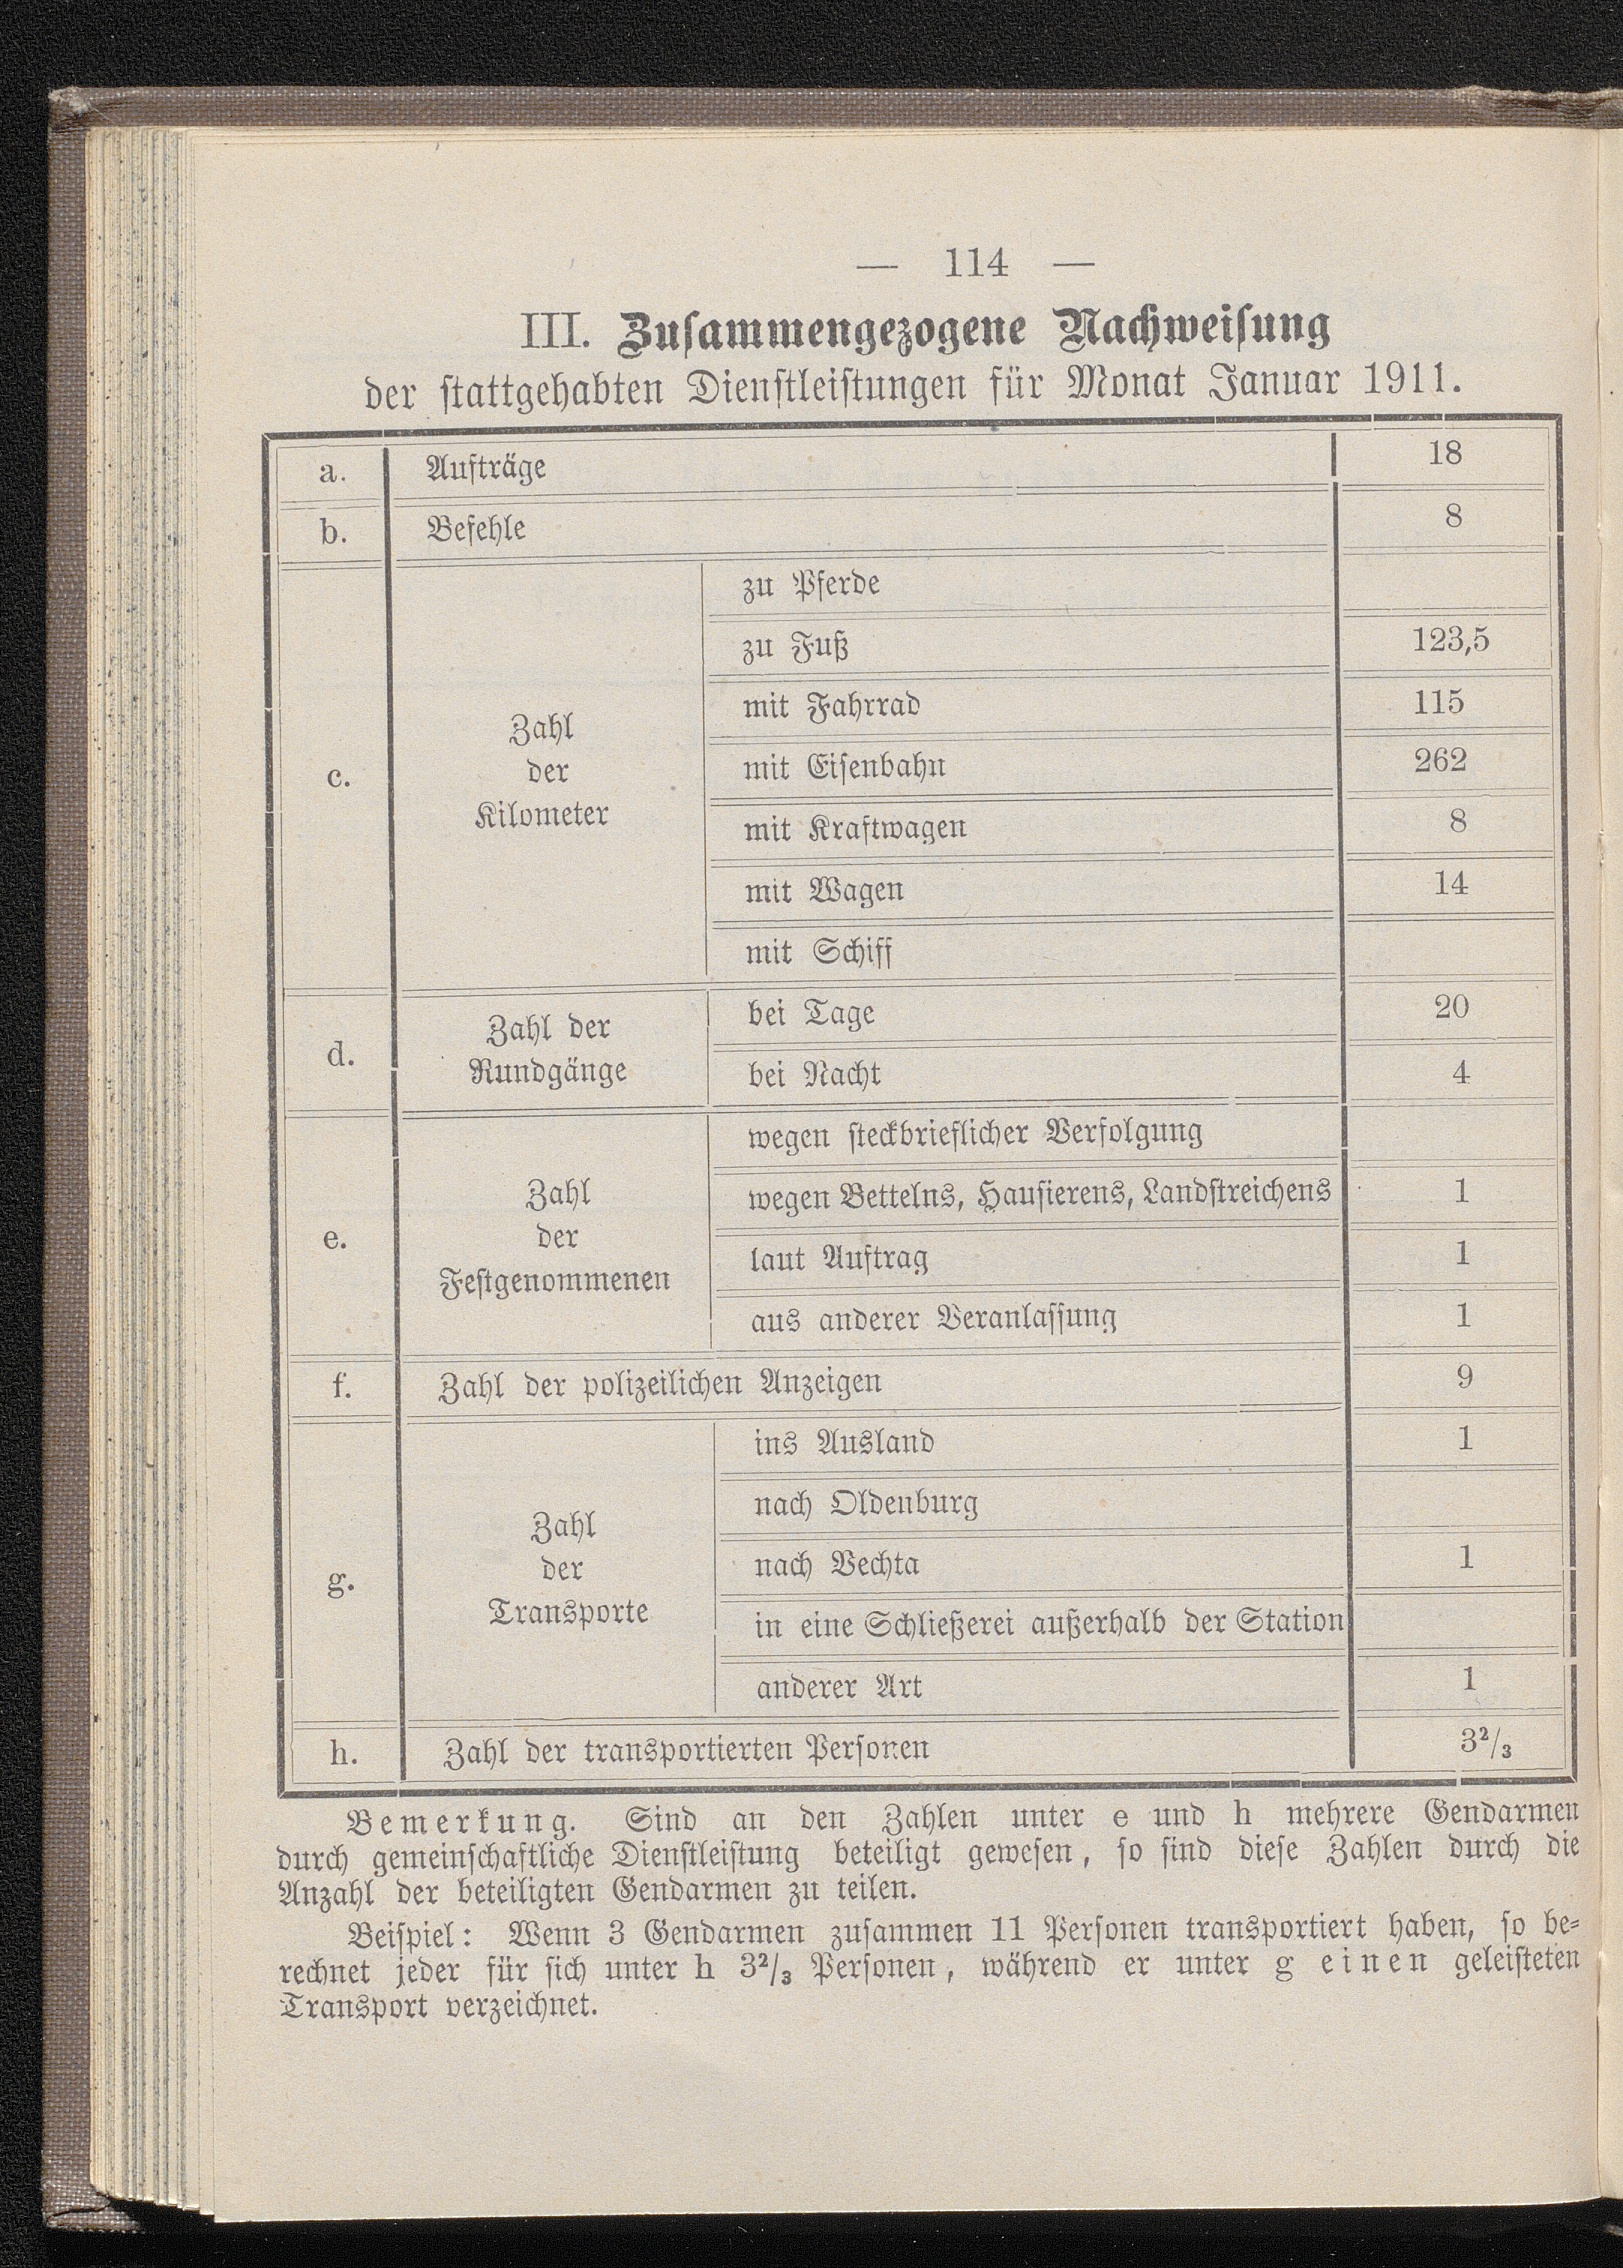 — 114 —
III. Zusammengezogene Nachweisung
der stattgehabten Dienstleistungen für Monat Januar 1911.
a. Aufträge 18
b. Befehle 8
c. Zahl der Kilometer
zu Pferde
zu Fuß 123,5
mit Fahrrad 115
mit Eisenbahn 262
mit Kraftwagen 8
mit Wagen 14
mit Schiff
d. Zahl der Rundgänge
bei Tage 20
bei Nacht 4
e. Zahl der Festgenommenen
wegen steckbrieflicher Verfolgung
wegen Bettelns, Hausierens, Landstreichens 1
laut Auftrag 1
aus anderer Veranlassung 1
f. Zahl der polizeilichen Anzeigen 9
g. Zahl der Transporte
ins Ausland 1
nach Oldenburg
nach Vechta 1
in eine Schließerei außerhalb der Station
anderer Art 1
h. Zahl der transportierten Personen 3²/₃
Bemerkung. Sind an den Zahlen unter e und h mehrere Gendarmen
durch gemeinschaftliche Dienstleistung beteiligt gewesen, so sind diese Zahlen durch die
Anzahl der beteiligten Gendarmen zu teilen.
Beispiel: Wenn 3 Gendarmen zusammen 11 Personen transportiert haben, so be-
rechnet jeder für sich unter h 3²/₃ Personen, während er unter g einen geleisteten
Transport verzeichnet.